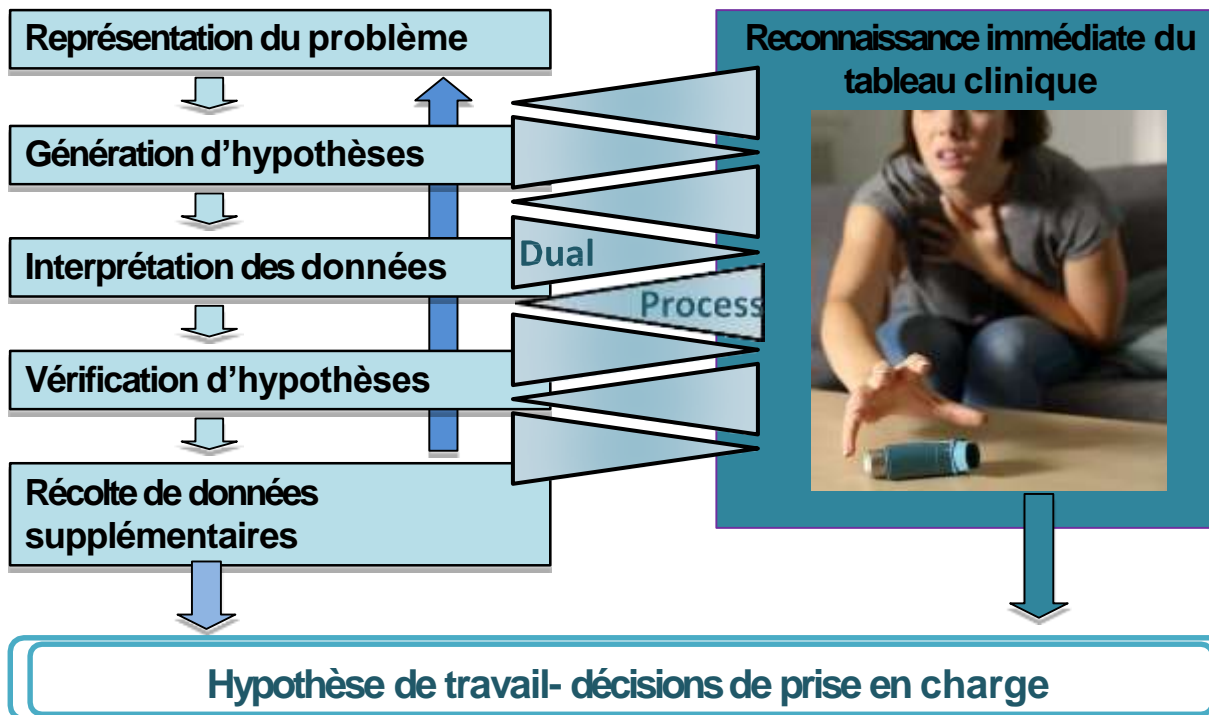 Représentation du problème
Génération d'hypothèses
Interprétation des données
Vérification d'hypothèses
Récolte de données
supplémentaires
Dual
Process
Reconnaissance immédiate du
tableau clinique
Hypothèse de travail- décisions de prise en charge